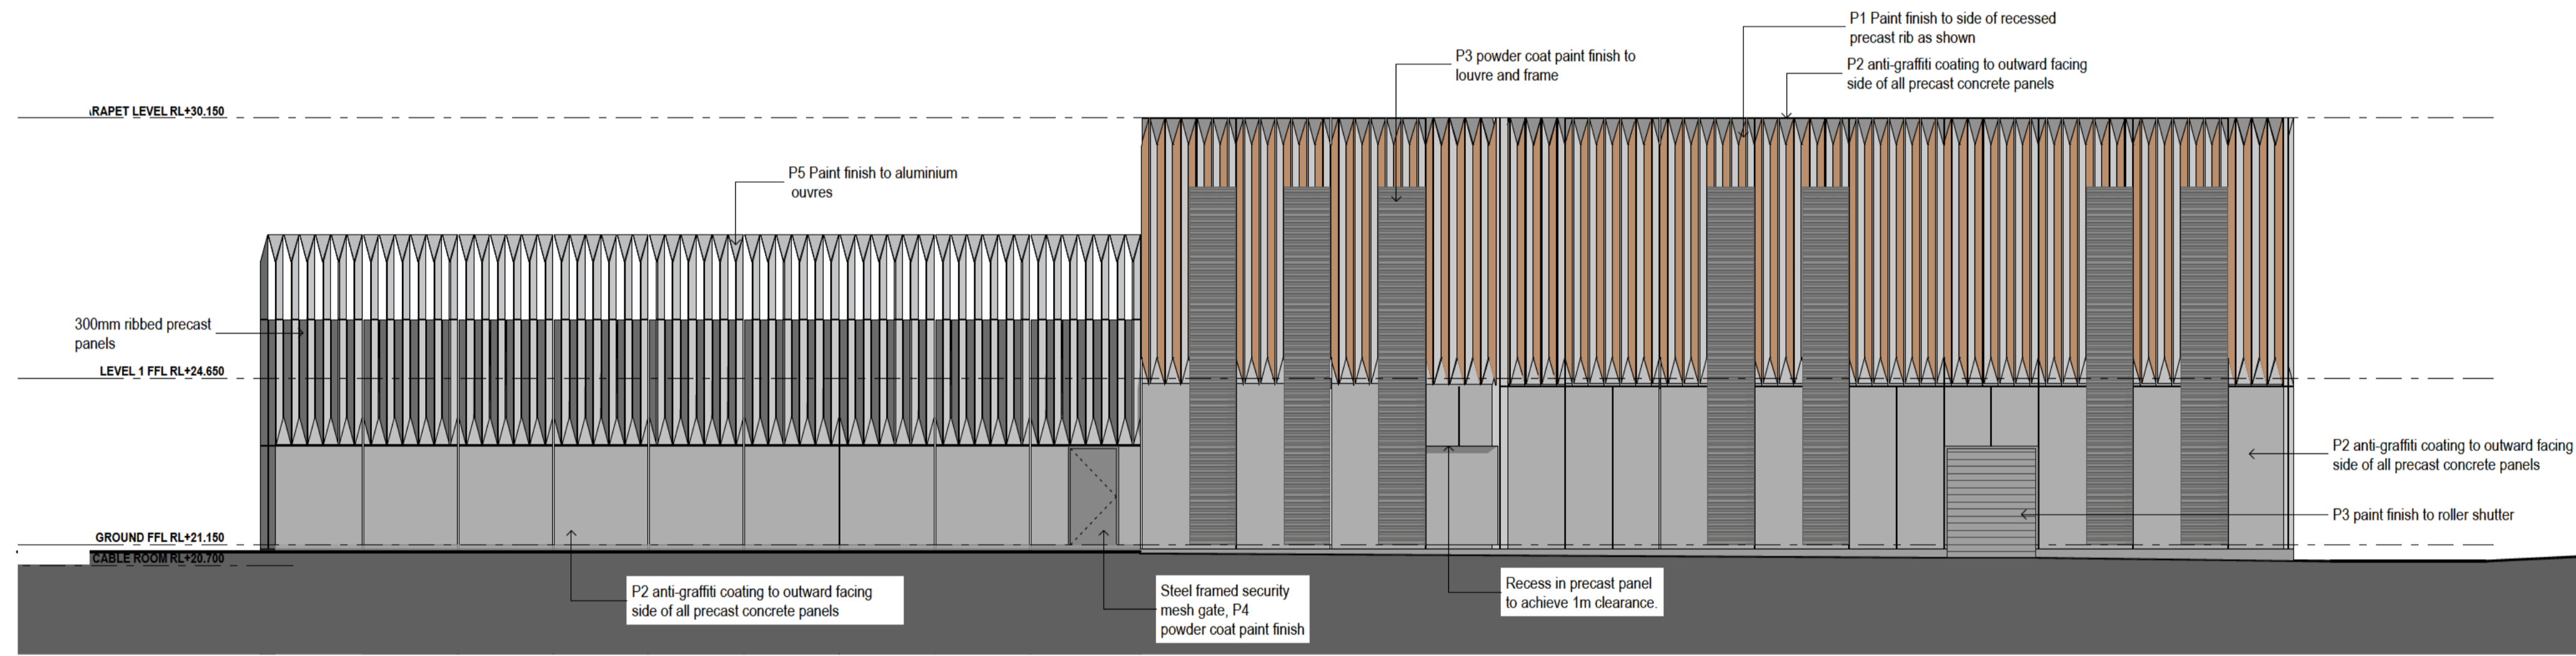 P1 Paint finish to side of recessed
precast rib as shown
P3 powder coat paint finish to
louvre and frame
P2 anti-graffiti coating to outward facing
side of all precast concrete panels
RAPET LEVEL RL+30.150
P5 Paint finish to aluminium
ouvres
300mm ribbed precast
panels
LEVEL 1 FFL RL+24.650
P2 anti-graffiti coating to outward facing
side of all precast concrete panels
P3 paint finish to roller shutter
GROUND FFL RL+21.150
CABLE ROOM RL+20.700
P2 anti-graffiti coating to outward facing
side of all precast concrete panels
Steel framed security
mesh gate, P4
powder coat paint finish
Recess in precast panel
to achieve 1m clearance.